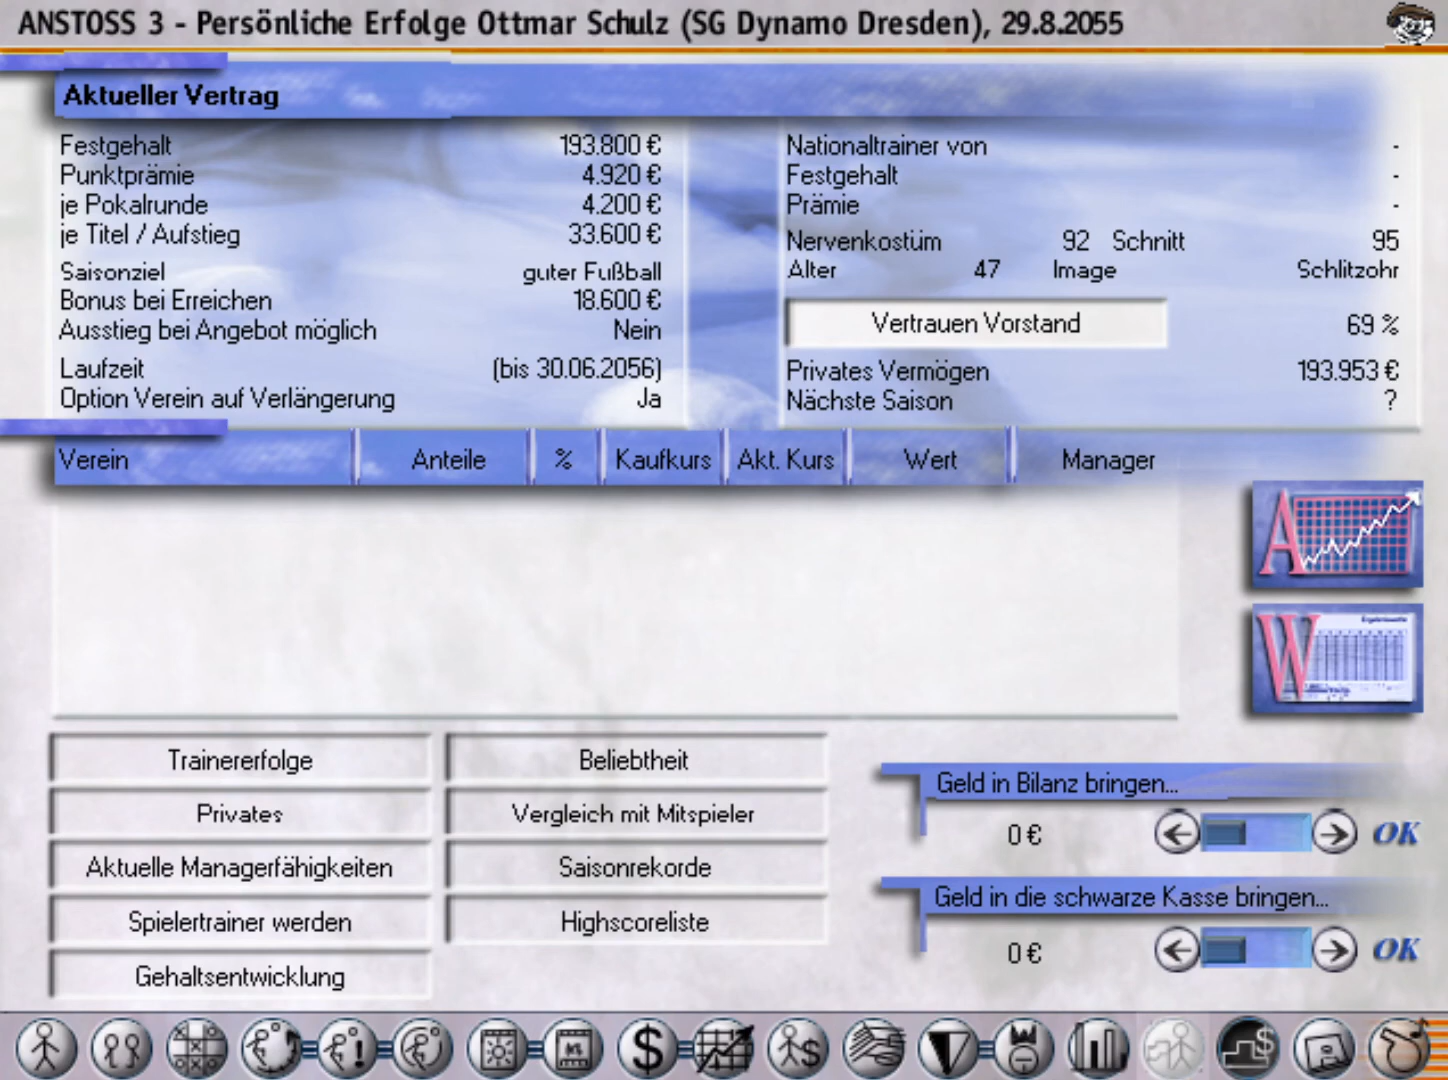 ANSTOSS 3 - Persönliche Erfolge Ottmar Schulz (SG Dynamo Dresden), 29.8.2055
Aktueller Vertrag
Festgehalt 193.800 €
Punktprämie 4.920 €
je Pokalrunde 4.200 €
je Titel / Aufstieg 33.600 €
Saisonziel guter Fußball
Bonus bei Erreichen 18.600 €
Ausstieg bei Angebot möglich Nein
Laufzeit (bis 30.06.2056)
Option Verein auf Verlängerung Ja
Nationaltrainer von -
Festgehalt -
Prämie -
Nervenkostüm 92 Schnitt 95
Alter 47 Image Schlitzohr
Vertrauen Vorstand 69 %
Privates Vermögen 193.953 €
Nächste Saison ?
Verein Anteile % Kaufkurs Akt. Kurs Wert Manager
A
W
Trainererfolge
Beliebtheit
Privates
Vergleich mit Mitspieler
Aktuelle Managerfähigkeiten
Saisonrekorde
Spielertrainer werden
Highscoreliste
Gehaltsentwicklung
Geld in Bilanz bringen...
0 € OK
Geld in die schwarze Kasse bringen...
0 € OK